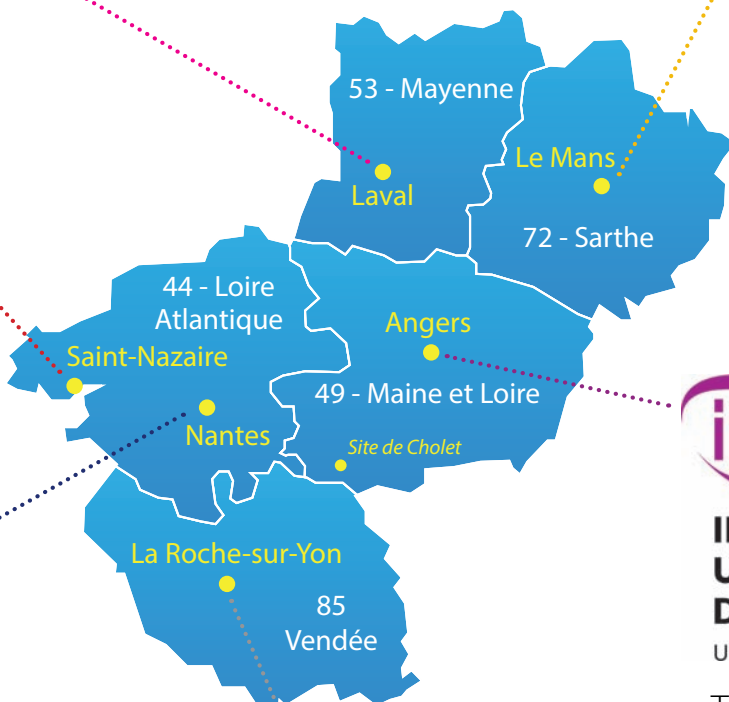 53 - Mayenne
Le Mans
Laval
72 - Sarthe
44 - Loire
Atlantique
Angers
Saint-Nazaire
49 - Maine et Loire
Nantes
Site de Cholet
La Roche-sur-Yon
85
Vendée
i
U
D
U